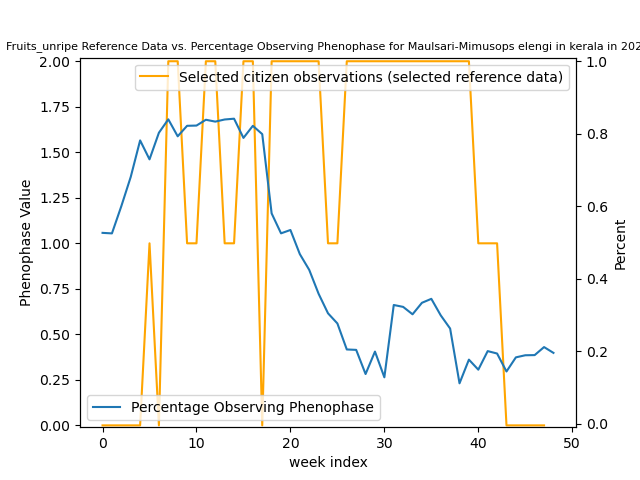 Fruits_unripe Reference Data vs. Percentage Observing Phenophase for Maulsari-Mimusops elengi in kerala in 202
2.00
1.75
1.50
1.25
1.00
0.75
0.50
0.25
0.00
Phenophase Value
Selected citizen observations (selected reference data)
Percentage Observing Phenophase
1.0
0.8
0.6
0.4
0.2
0.0
Percent
0 10 20 30 40 50
week index